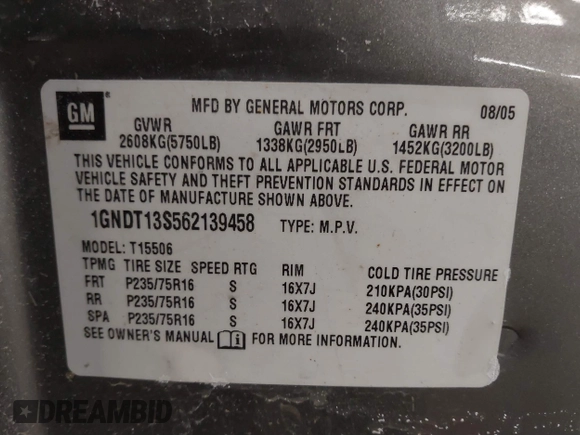 GM
MFD BY GENERAL MOTORS CORP. 08/05
GVWR GAWR FRT GAWR RR
2608KG(5750LB) 1338KG(2950LB) 1452KG(3200LB)
THIS VEHICLE CONFORMS TO ALL APPLICABLE U.S. FEDERAL MOTOR
VEHICLE SAFETY AND THEFT PREVENTION STANDARDS IN EFFECT ON
THE DATE OF MANUFACTURE SHOWN ABOVE.
1GNDT13S562139458 TYPE: M.P.V.
MODEL: T15506
TPMG TIRE SIZE SPEED RTG RIM COLD TIRE PRESSURE
FRT P235/75R16 S 16X7J 210KPA(30PSI)
RR P235/75R16 S 16X7J 240KPA(35PSI)
SPA P235/75R16 S 16X7J 240KPA(35PSI)
SEE OWNER'S MANUAL FOR MORE INFORMATION.
DREAMBID